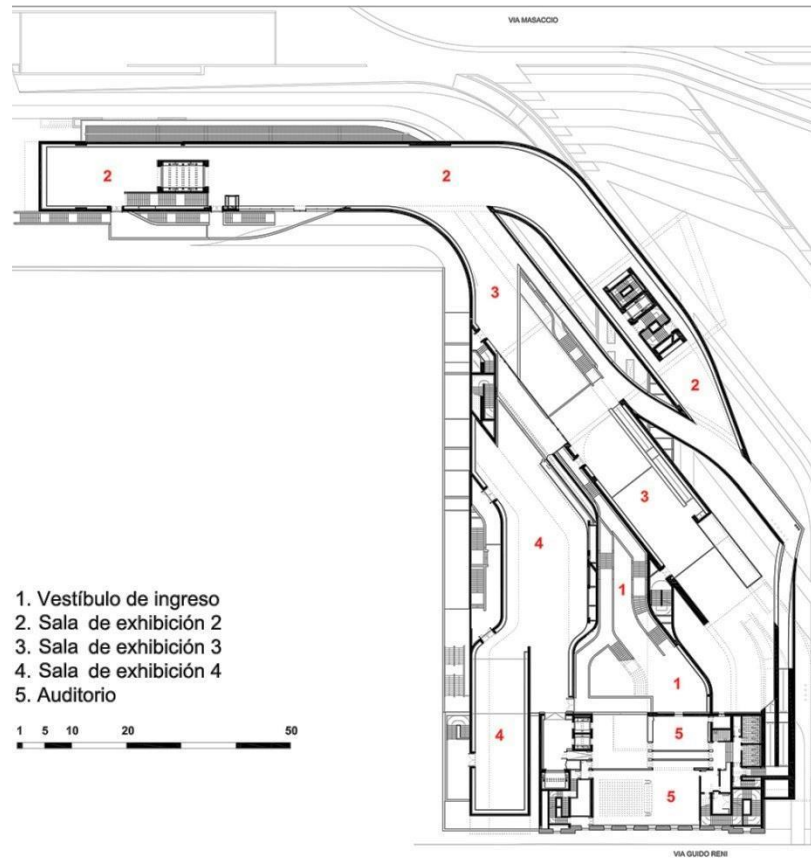 VIA MASACCIO
2
2
3
2
3
4
1
1
4
5
5
1. Vestíbulo de ingreso
2. Sala de exhibición 2
3. Sala de exhibición 3
4. Sala de exhibición 4
5. Auditorio
1 5 10 20 50
VIA GUIDO RENI